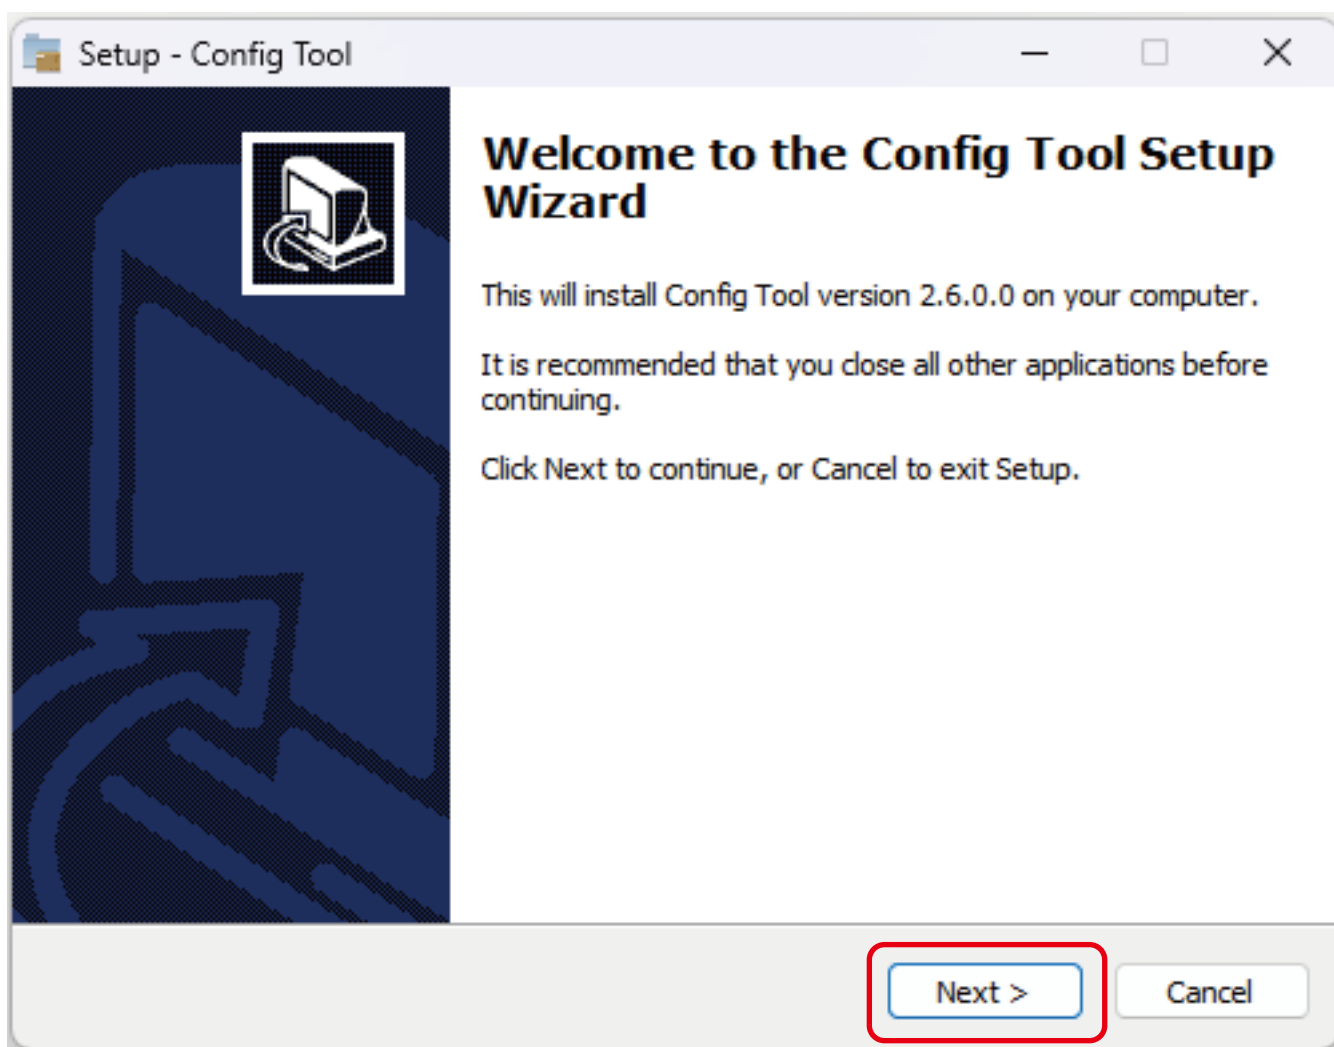 Setup - Config Tool
Welcome to the Config Tool Setup
Wizard
This will install Config Tool version 2.6.0.0 on your computer.
It is recommended that you close all other applications before
continuing.
Click Next to continue, or Cancel to exit Setup.
Next >
Cancel